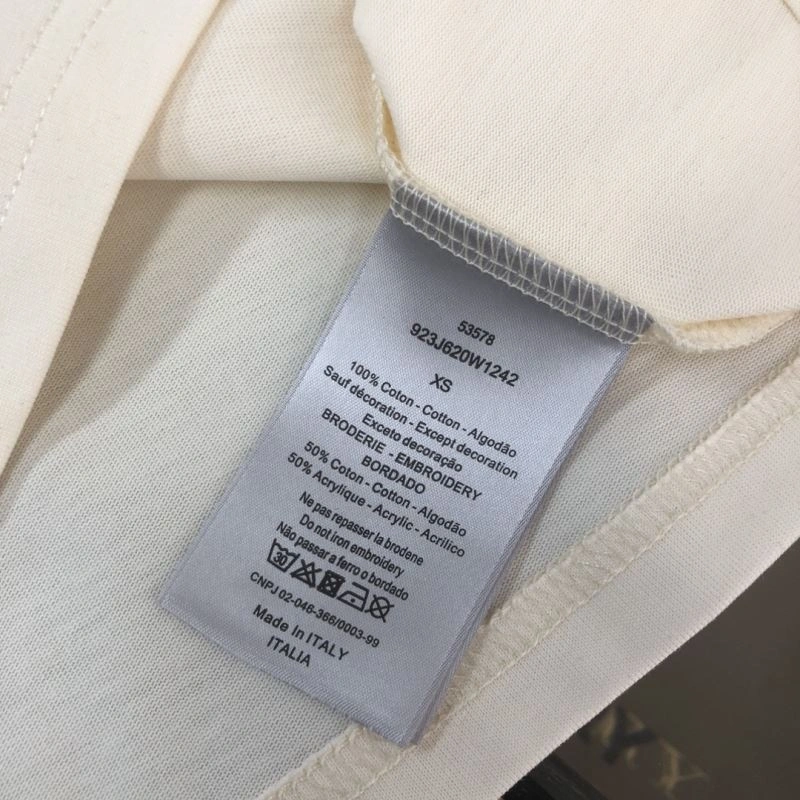 53578
923J620W1242
XS
100% Coton - Cotton - Algodão
Sauf décoration - Except decoration
Exceto decoração
BRODERIE - EMBROIDERY
BORDADO
50% Coton - Cotton - Algodão
50% Acrylique - Acrylic - Acrilico
Ne pas repasser la brodene
Do not iron embroidery
Não passar a ferro o bordado
30
CNPJ 02-046-366/0003-99
Made In ITALY
ITALIA